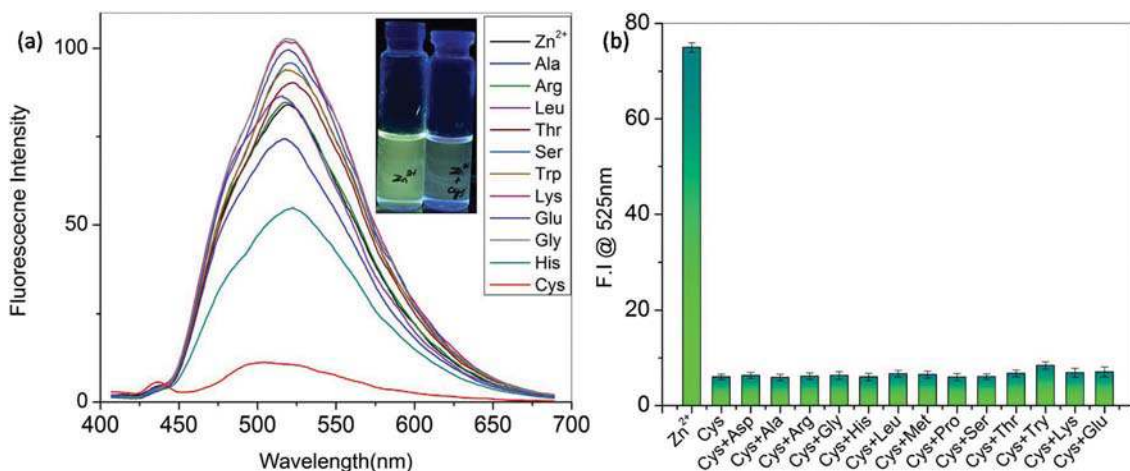 (a)
Fluorescecne Intensity
100
50
0
400
450
500
550
600
650
700
Wavelength(nm)
Zn²⁺
Ala
Arg
Leu
Thr
Ser
Trp
Lys
Glu
Gly
His
Cys
Zn²⁺
Zn²⁺
+
Cys
(b)
F.I @ 525nm
80
60
40
20
0
Zn²⁺
Cys
Cys+Asp
Cys+Ala
Cys+Arg
Cys+Gly
Cys+His
Cys+Leu
Cys+Met
Cys+Pro
Cys+Ser
Cys+Thr
Cys+Try
Cys+Lys
Cys+Glu